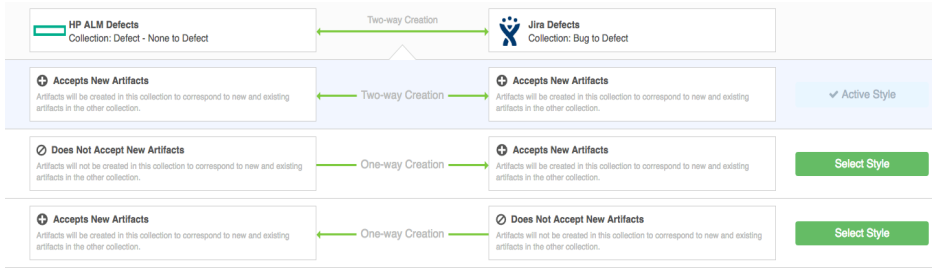 HP ALM Defects
Collection: Defect - None to Defect
Two-way Creation
Jira Defects
Collection: Bug to Defect
Accepts New Artifacts
Artifacts will be created in this collection to correspond to new and existing
artifacts in the other collection.
Two-way Creation
Accepts New Artifacts
Artifacts will be created in this collection to correspond to new and existing
artifacts in the other collection.
Active Style
Does Not Accept New Artifacts
Artifacts will not be created in this collection to correspond to new and existing
artifacts in the other collection.
One-way Creation
Accepts New Artifacts
Artifacts will be created in this collection to correspond to new and existing
artifacts in the other collection.
Select Style
Accepts New Artifacts
Artifacts will be created in this collection to correspond to new and existing
artifacts in the other collection.
One-way Creation
Does Not Accept New Artifacts
Artifacts will not be created in this collection to correspond to new and existing
artifacts in the other collection.
Select Style